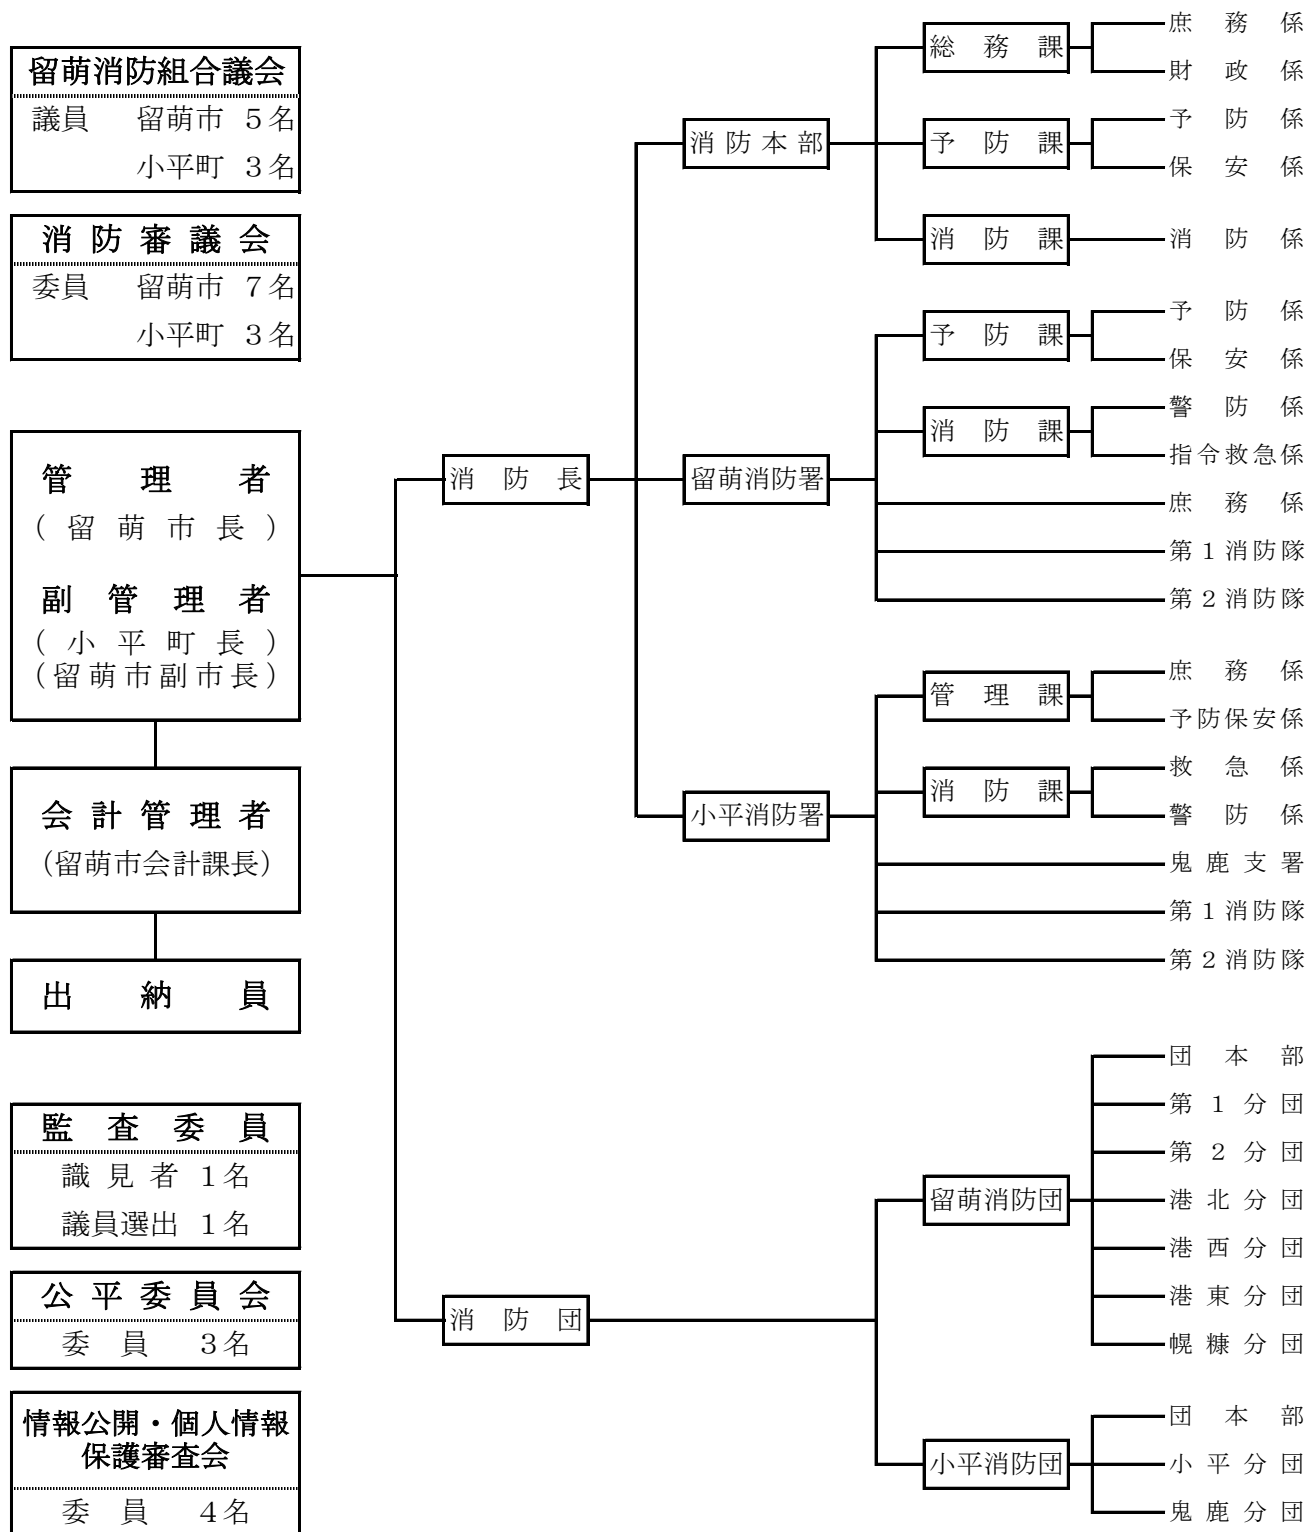 留萌消防組合議会
議員 留萌市 5名
小平町 3名
消防審議会
委員 留萌市 7名
小平町 3名
管理者
(留萌市長)
副管理者
(小平町長)
(留萌市副市長)
会計管理者
(留萌市会計課長)
出納員
監査委員
識見者 1名
議員選出 1名
公平委員会
委員 3名
情報公開・個人情報
保護審査会
委員 4名
消防長
消防団
消防本部
総務課
庶務係
財政係
予防課
予防係
保安係
消防課
消防係
留萌消防署
予防課
予防係
保安係
消防課
警防係
指令救急係
庶務係
第1消防隊
第2消防隊
小平消防署
管理課
庶務係
予防保安係
消防課
救急係
警防係
鬼鹿支署
第1消防隊
第2消防隊
留萌消防団
団本部
第1分団
第2分団
港北分団
港西分団
港東分団
幌糠分団
小平消防団
団本部
小平分団
鬼鹿分団